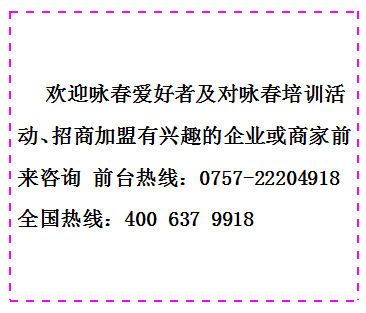 欢迎咏春爱好者及对咏春培训活
动、招商加盟有兴趣的企业或商家前
来咨询 前台热线：0757-22204918
全国热线：400 637 9918